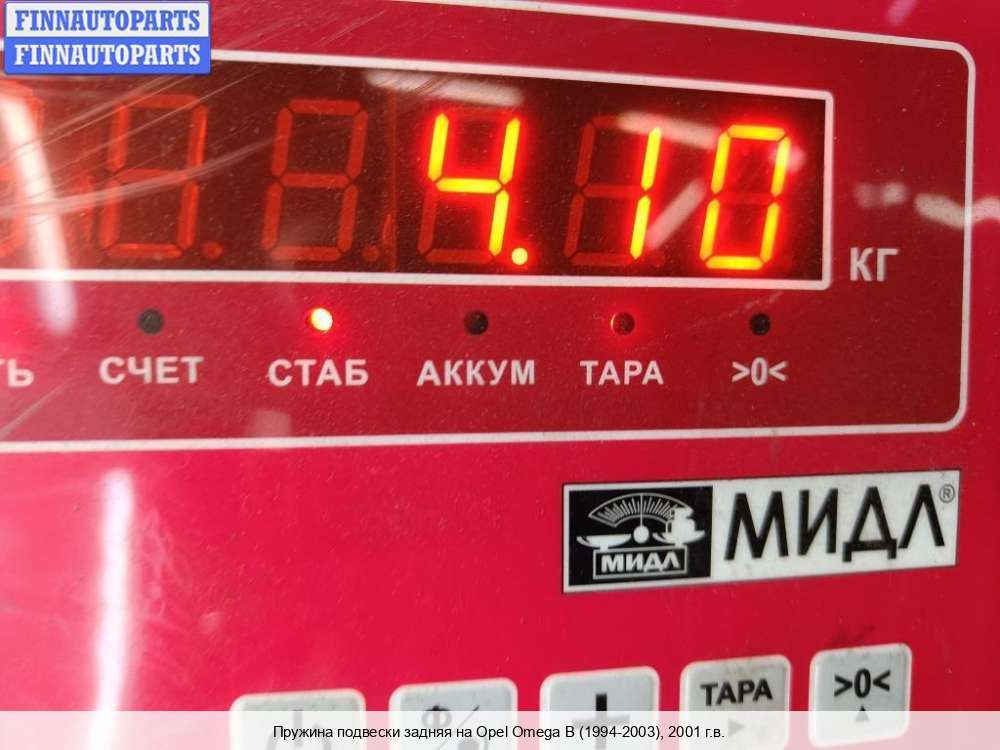 FINNAUTOPARTS
FINNAUTOPARTS
4.10
КГ
СЧЕТ СТАБ АККУМ ТАРА >0<
МИДЛ МИДЛ®
ТАРА >0<
Пружина подвески задняя на Opel Omega B (1994-2003), 2001 г.в.